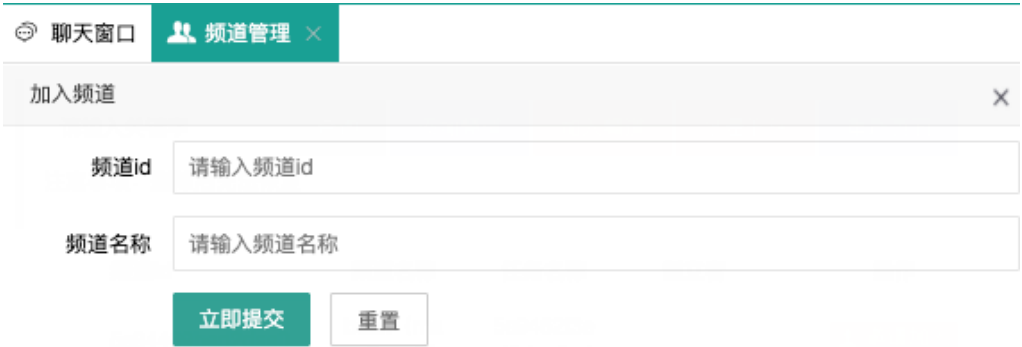 聊天窗口 频道管理
加入频道
频道id 请输入频道id
频道名称 请输入频道名称
立即提交 重置